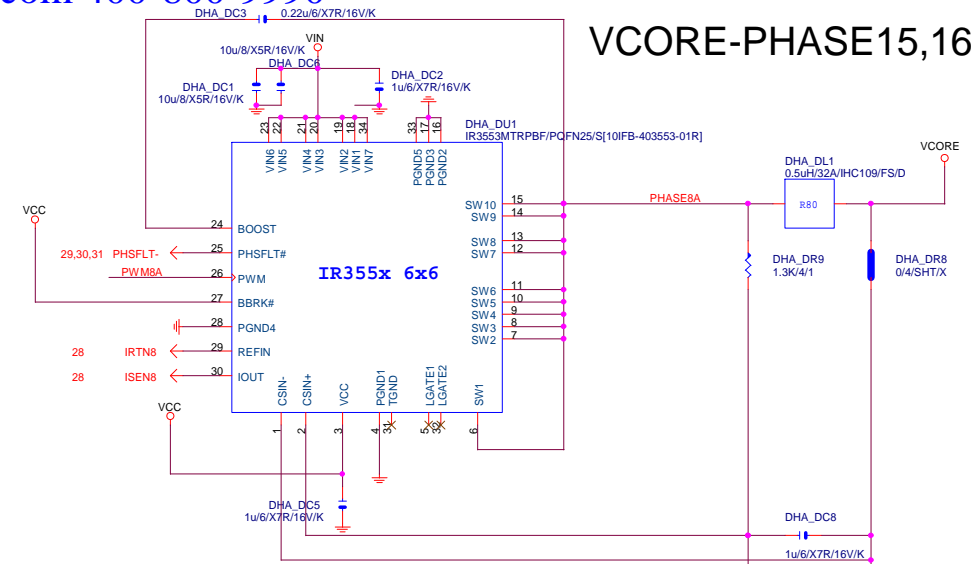 DHA_DC3
0.22u/6/X7R/16V/K
VCORE-PHASE15,16
VIN
10u/8/X5R/16V/K
DHA_DC6
DHA_DC1
10u/8/X5R/16V/K
DHA_DC2
1u/6/X7R/16V/K
DHA_DU1
IR3553MTRPBF/PQFN25/S[10IFB-403553-01R]
23 22 21 20 19 18 34 33 17 16
VIN6 VIN5 VIN4 VIN3 VIN2 VIN1 VIN7 PGND5 PGND3 PGND2
VCORE
DHA_DL1
0.5uH/32A/IHC109/FS/D
R80
PHASE8A
VCC
24 BOOST
29,30,31 PHSFLT- 25 PHSFLT#
PWM8A 26 PWM
27 BBRK#
28 PGND4
28 IRTN8 29 REFIN
28 ISEN8 30 IOUT
IR355x 6x6
SW10 15
SW9 14
SW8 13
SW7 12
SW6 11
SW5 10
SW4 9
SW3 8
SW2 7
DHA_DR9
1.3K/4/1
DHA_DR8
0/4/SHT/X
CSIN- CSIN+ VCC PGND1 TGND LGATE1 LGATE2 SW1
1 2 3 4 31 5 32 6
VCC
DHA_DC5
1u/6/X7R/16V/K
DHA_DC8
1u/6/X7R/16V/K